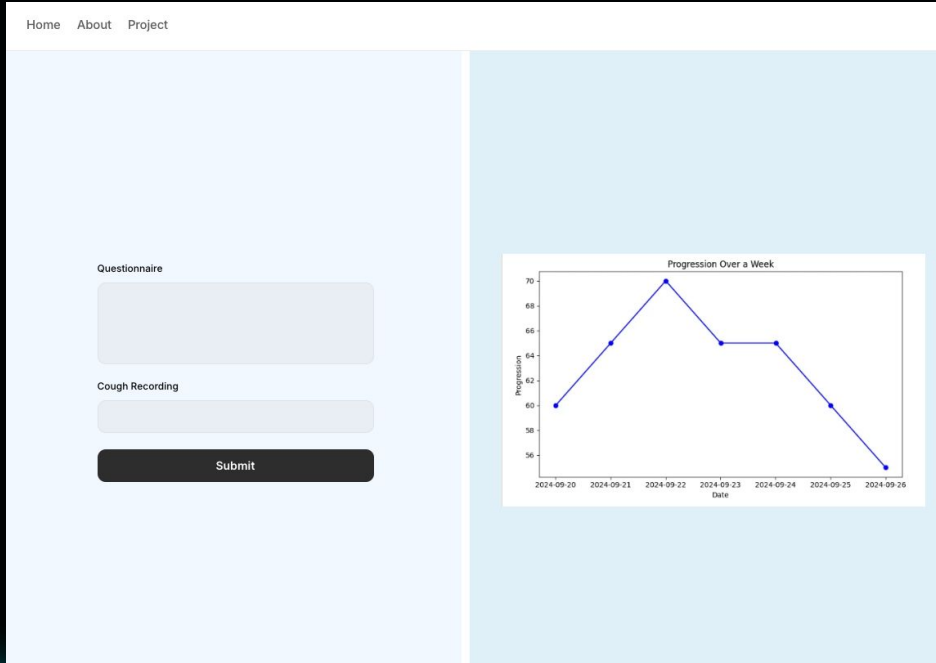 Home About Project
Questionnaire
Cough Recording
Submit
Progression Over a Week
Progression
70
68
66
64
62
60
58
56
2024-09-20 2024-09-21 2024-09-22 2024-09-23 2024-09-24 2024-09-25 2024-09-26
Date